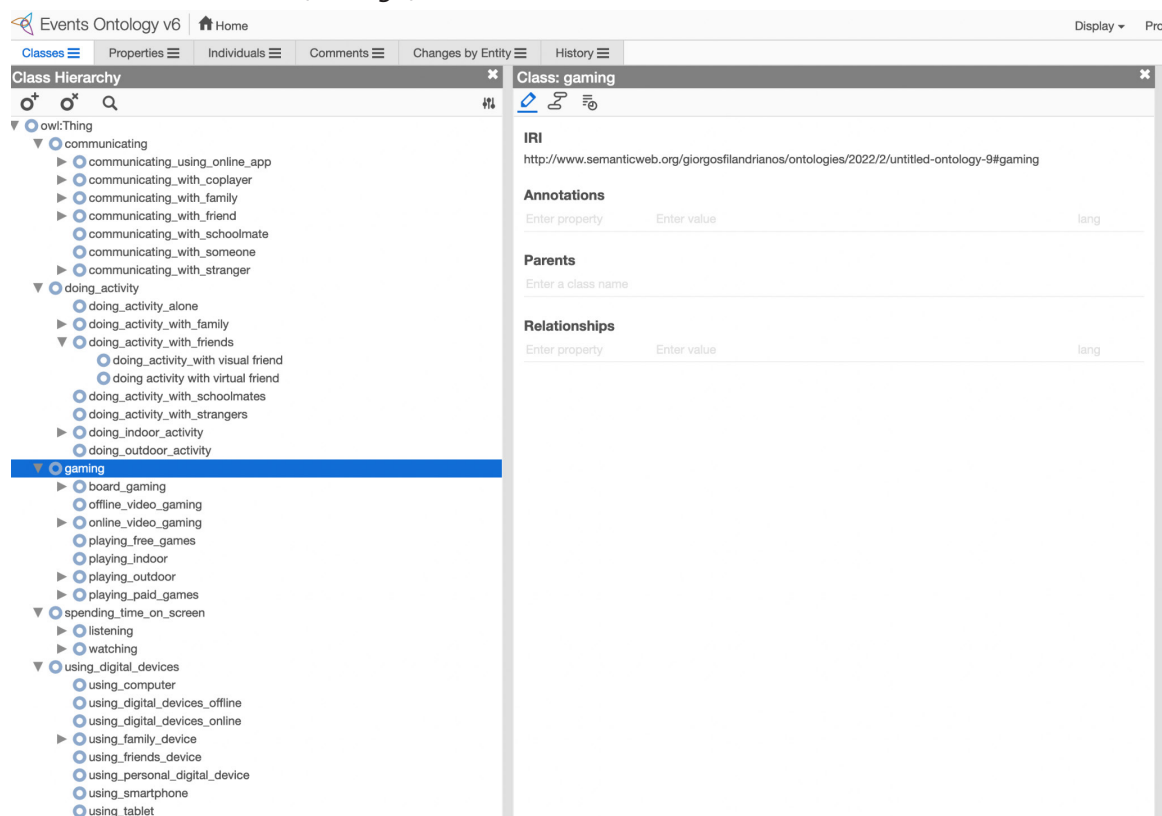 Events Ontology v6 Home Display Pro
Classes Properties Individuals Comments Changes by Entity History
Class Hierarchy
owl:Thing
communicating
communicating_using_online_app
communicating_with_coplayer
communicating_with_family
communicating_with_friend
communicating_with_schoolmate
communicating_with_someone
communicating_with_stranger
doing_activity
doing_activity_alone
doing_activity_with_family
doing_activity_with_friends
doing_activity_with visual friend
doing activity with virtual friend
doing_activity_with_schoolmates
doing_activity_with_strangers
doing_indoor_activity
doing_outdoor_activity
gaming
board_gaming
offline_video_gaming
online_video_gaming
playing_free_games
playing_indoor
playing_outdoor
playing_paid_games
spending_time_on_screen
listening
watching
using_digital_devices
using_computer
using_digital_devices_offline
using_digital_devices_online
using_family_device
using_friends_device
using_personal_digital_device
using_smartphone
using_tablet
Class: gaming
IRI
http://www.semanticweb.org/giorgosfilandrianos/ontologies/2022/2/untitled-ontology-9#gaming
Annotations
Enter property Enter value lang
Parents
Enter a class name
Relationships
Enter property Enter value lang